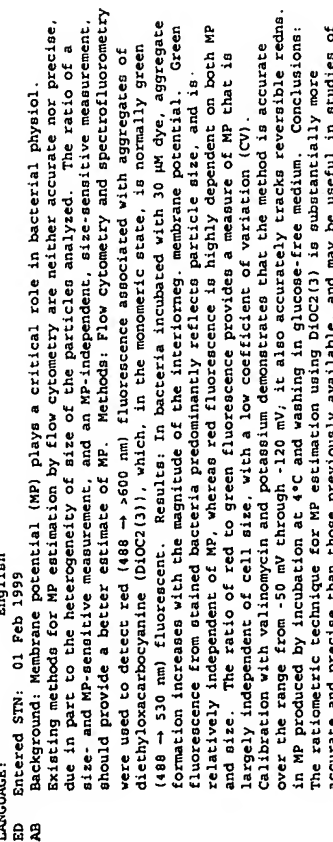 LANGUAGE: English
ED Entered STN: 01 Feb 1999
AB Background: Membrane potential (MP) plays a critical role in bacterial physiol.
Existing methods for MP estimation by flow cytometry are neither accurate nor precise,
due in part to the heterogeneity of size of the particles analyzed. The ratio of a
size- and MP-sensitive measurement, and an MP-independent, size-sensitive measurement,
should provide a better estimate of MP. Methods: Flow cytometry and spectrofluorometry
were used to detect red (488 → >600 nm) fluorescence associated with aggregates of
diethyloxacarbocyanine (DiOC2(3)), which, in the monomeric state, is normally green
(488 → 530 nm) fluorescent. Results: In bacteria incubated with 30 μM dye, aggregate
formation increases with the magnitude of the interiorneg. membrane potential. Green
fluorescence from stained bacteria predominantly reflects particle size, and is
relatively independent of MP, whereas red fluorescence is highly dependent on both MP
and size. The ratio of red to green fluorescence provides a measure of MP that is
largely independent of cell size, with a low coefficient of variation (CV).
Calibration with valinomycin and potassium demonstrates that the method is accurate
over the range from -50 mV through -120 mV; it also accurately tracks reversible redns.
in MP produced by incubation at 4°C and washing in glucose-free medium. Conclusions:
The ratiometric technique for MP estimation using DiOC2(3) is substantially more
accurate and precise than those previously available, and may be useful in studies of